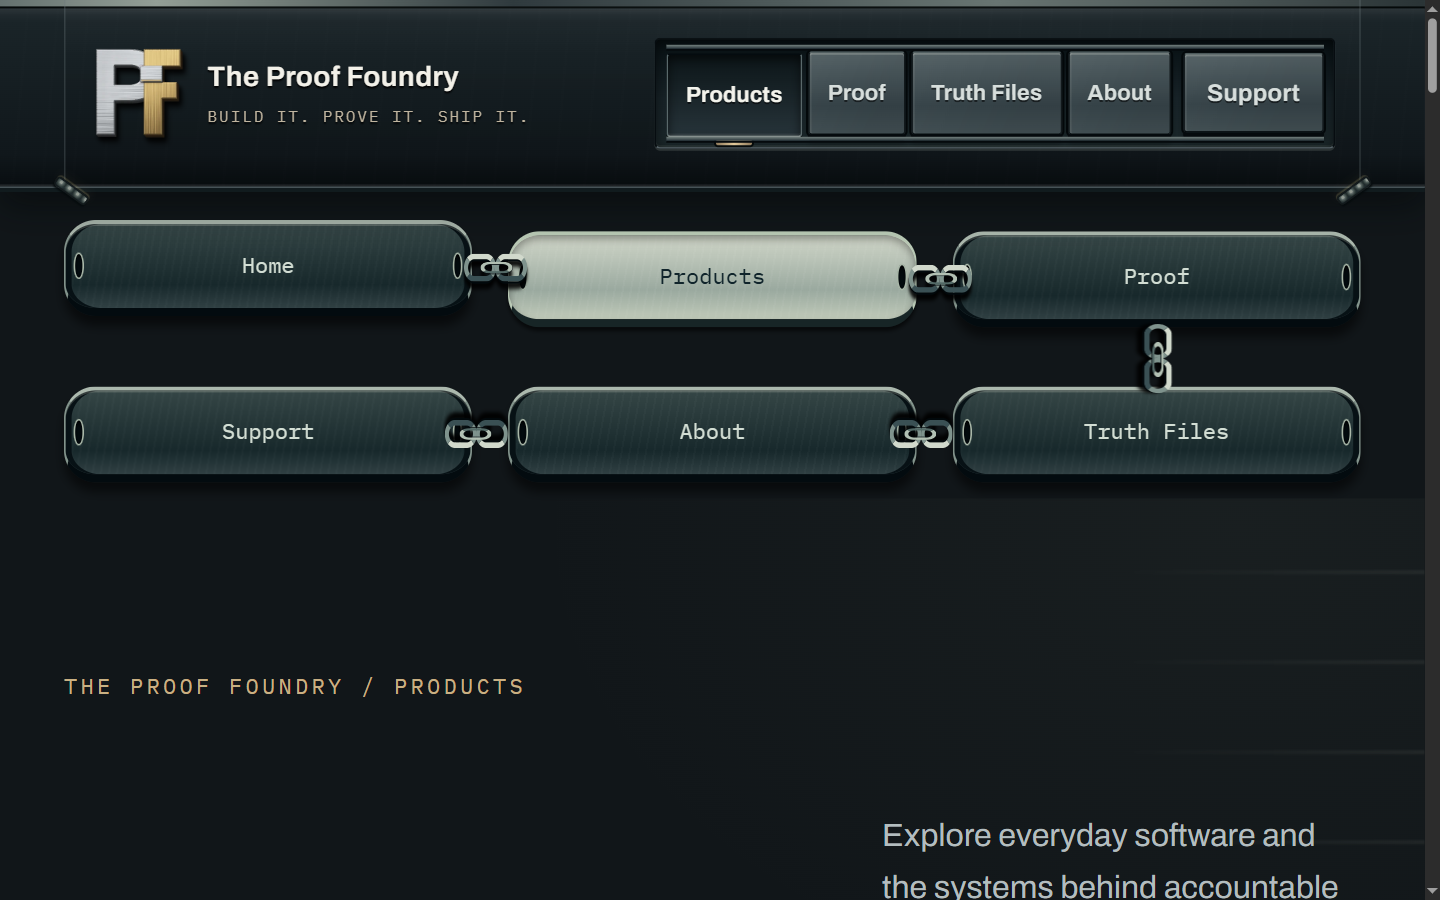 PF
The Proof Foundry
BUILD IT. PROVE IT. SHIP IT.
Products Proof Truth Files About Support
Home Products Proof
Support About Truth Files
THE PROOF FOUNDRY / PRODUCTS
Explore everyday software and
the systems behind accountable